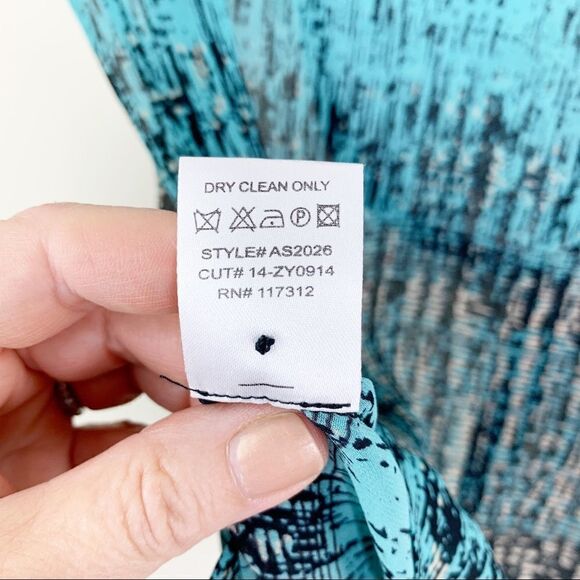 DRY CLEAN ONLY
P
STYLE# AS2026
CUT# 14-ZY0914
RN# 117312